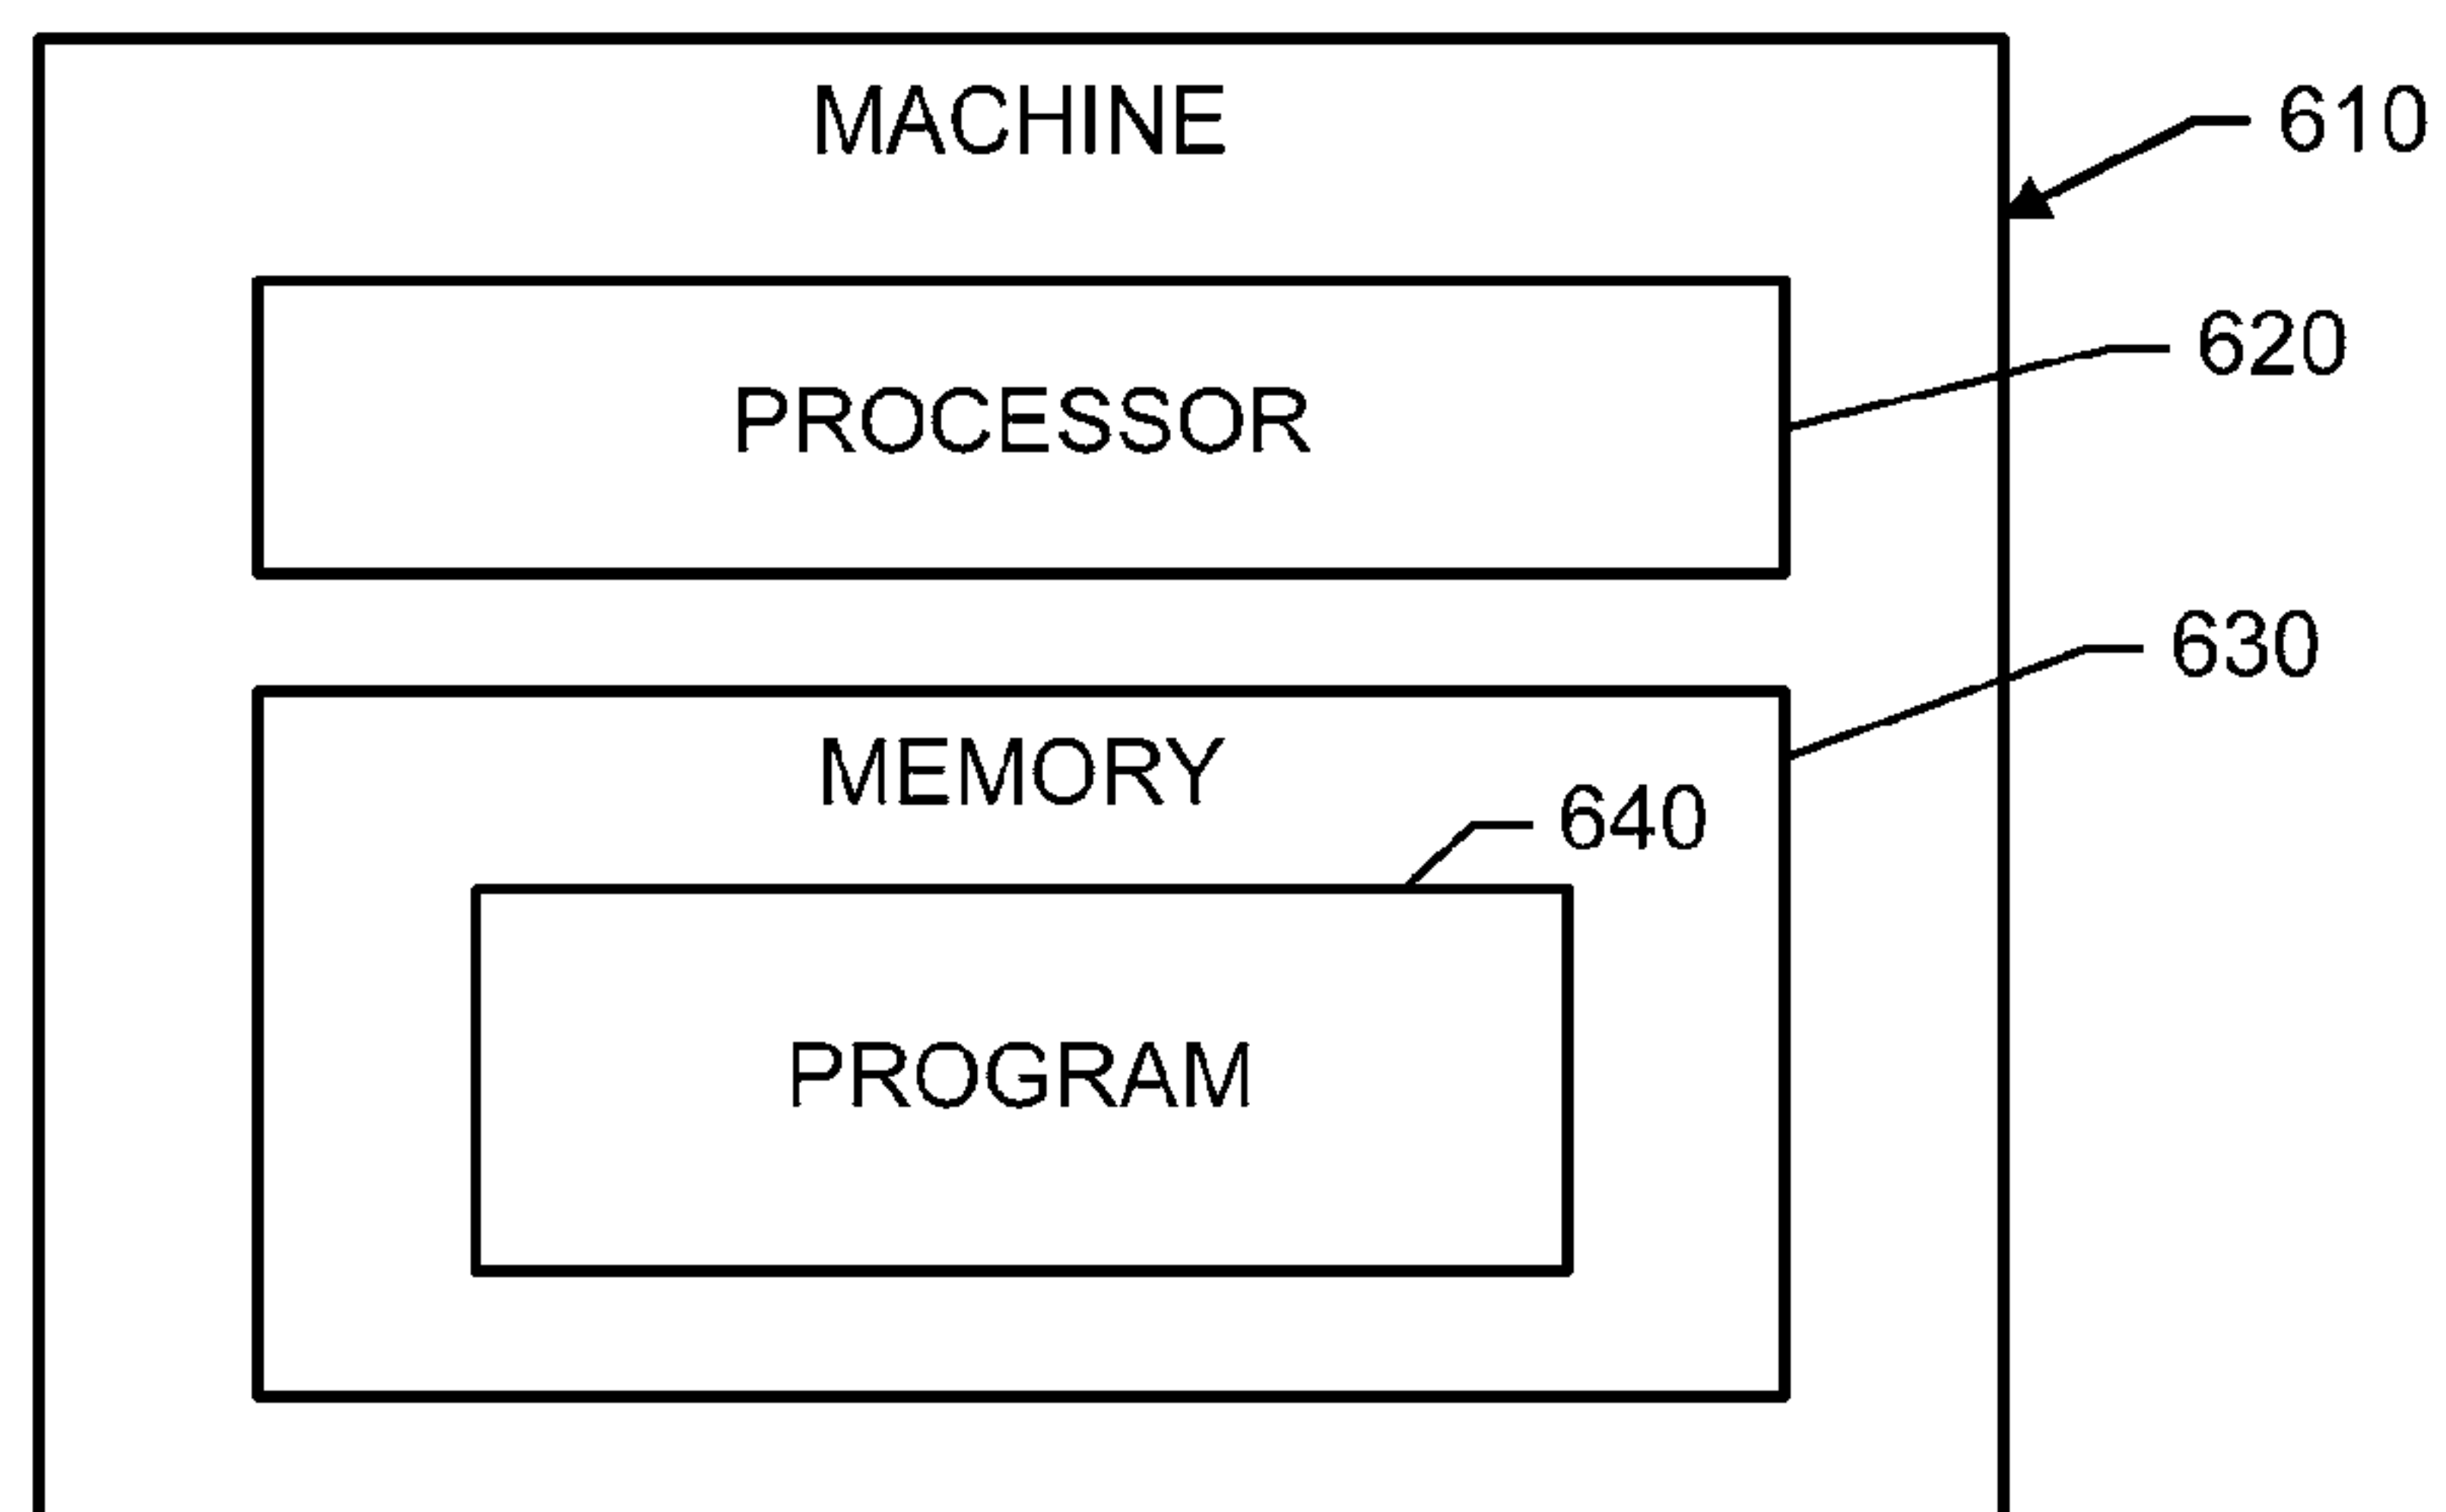 MACHINE
610
PROCESSOR
620
630
MEMORY
640
PROGRAM